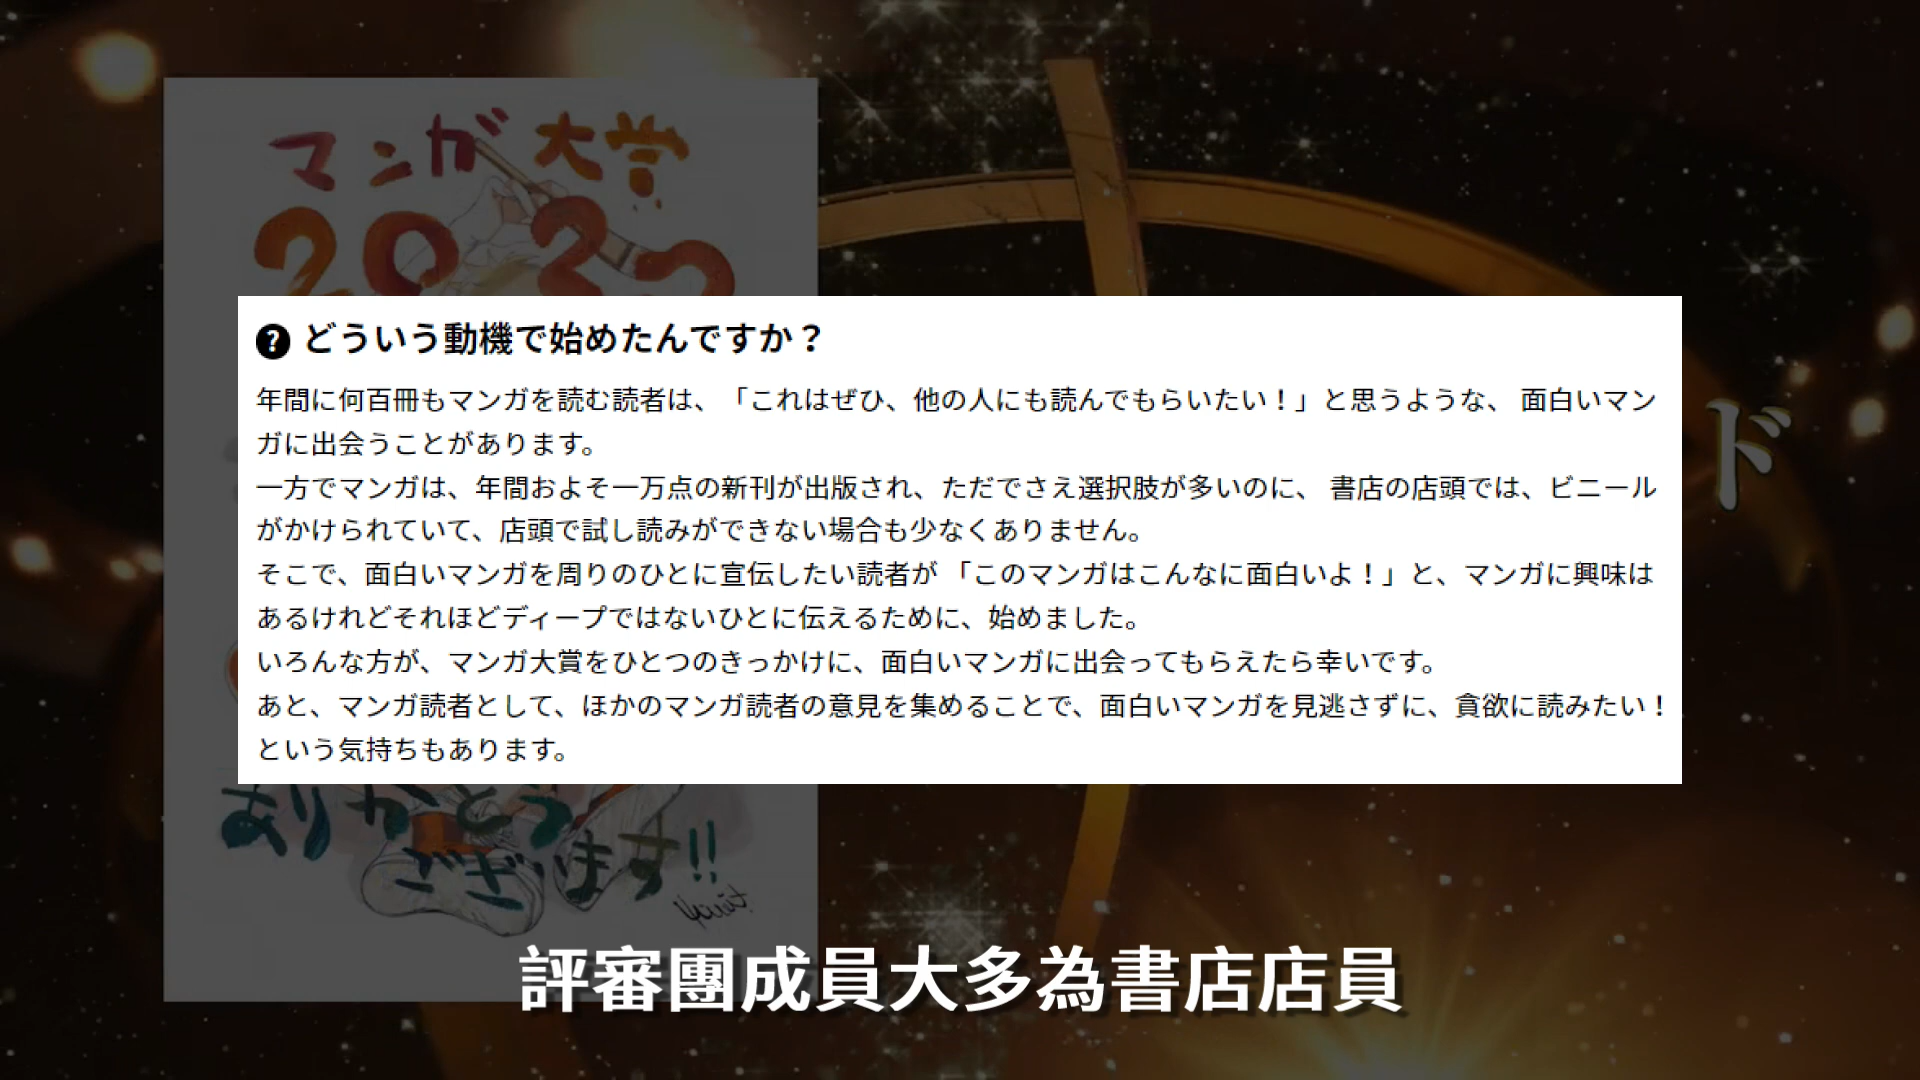 マンガ大賞
202
どういう動機で始めたんですか？
年間に何百冊もマンガを読む読者は、「これはぜひ、他の人にも読んでもらいたい！」と思うような、 面白いマン
ガに出会うことがあります。
一方でマンガは、年間およそ一万点の新刊が出版され、ただでさえ選択肢が多いのに、 書店の店頭では、ビニール
がかけられていて、店頭で試し読みができない場合も少なくありません。
そこで、面白いマンガを周りのひとに宣伝したい読者が 「このマンガはこんなに面白いよ！」と、マンガに興味は
あるけれどそれほどディープではないひとに伝えるために、始めました。
いろんな方が、マンガ大賞をひとつのきっかけに、面白いマンガに出会ってもらえたら幸いです。
あと、マンガ読者として、ほかのマンガ読者の意見を集めることで、面白いマンガを見逃さずに、貪欲に読みたい！
という気持ちもあります。
ド
ありがとう
ございます!!
評審團成員大多為書店店員